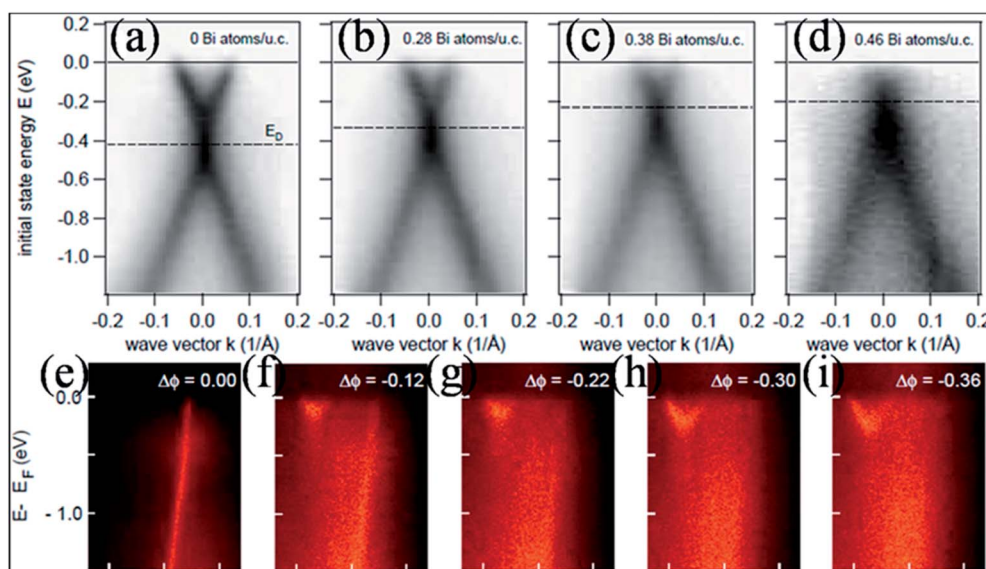 (a) 0 Bi atoms/u.c.
(b) 0.28 Bi atoms/u.c.
(c) 0.38 Bi atoms/u.c.
(d) 0.46 Bi atoms/u.c.
initial state energy E (eV)
0.2
0.0
-0.2
-0.4
-0.6
-0.8
-1.0
E_D
-0.2 -0.1 0.0 0.1 0.2
-0.2 -0.1 0.0 0.1 0.2
-0.2 -0.1 0.0 0.1 0.2
-0.2 -0.1 0.0 0.1 0.2
wave vector k (1/Å)
wave vector k (1/Å)
wave vector k (1/Å)
wave vector k (1/Å)
(e) Δϕ = 0.00
(f) Δϕ = -0.12
(g) Δϕ = -0.22
(h) Δϕ = -0.30
(i) Δϕ = -0.36
E- E_F (eV)
0.0
- 1.0